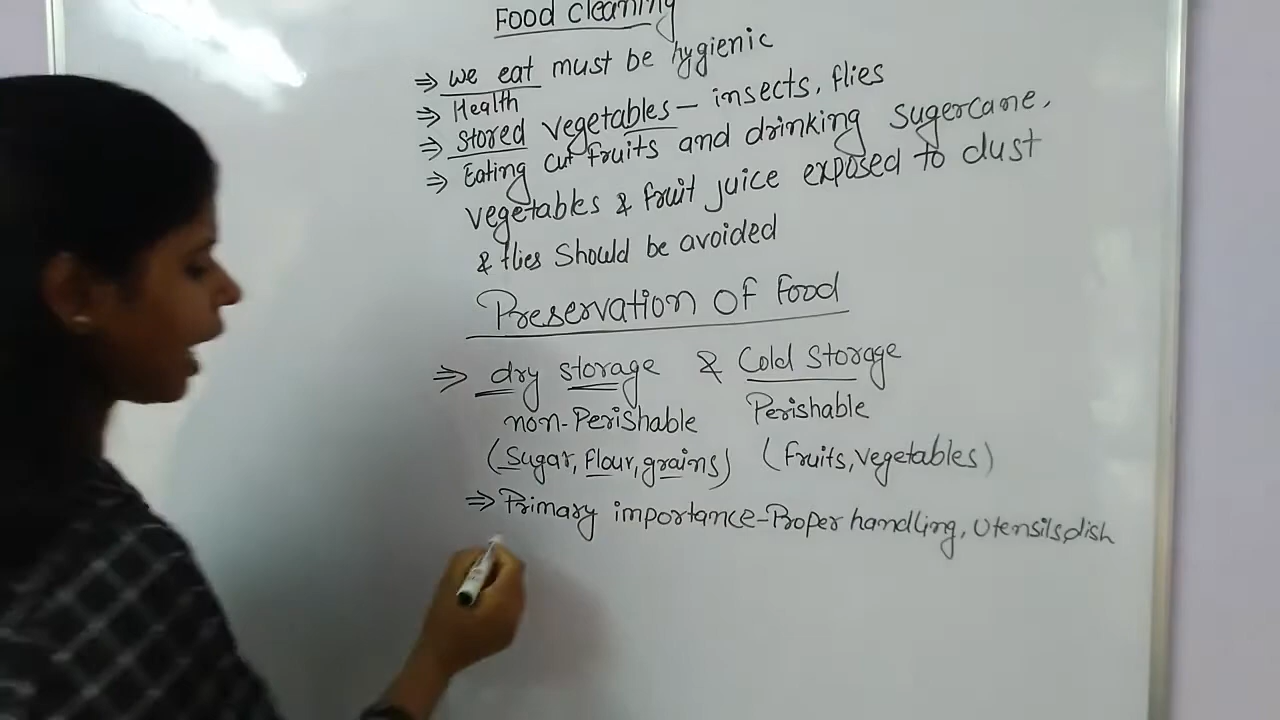 Food cleaning
⇒ we eat must be hygienic
⇒ Health
⇒ Stored vegetables – insects, flies
⇒ Eating cut fruits and drinking sugercane,
vegetables & fruit juice exposed to dust
& flies Should be avoided
Preservation of Food
⇒ dry storage & Cold Storage
non-Perishable Perishable
(Sugar, flour, grains) (fruits, vegetables)
⇒ Primary importance-Proper handling, Utensils,dish